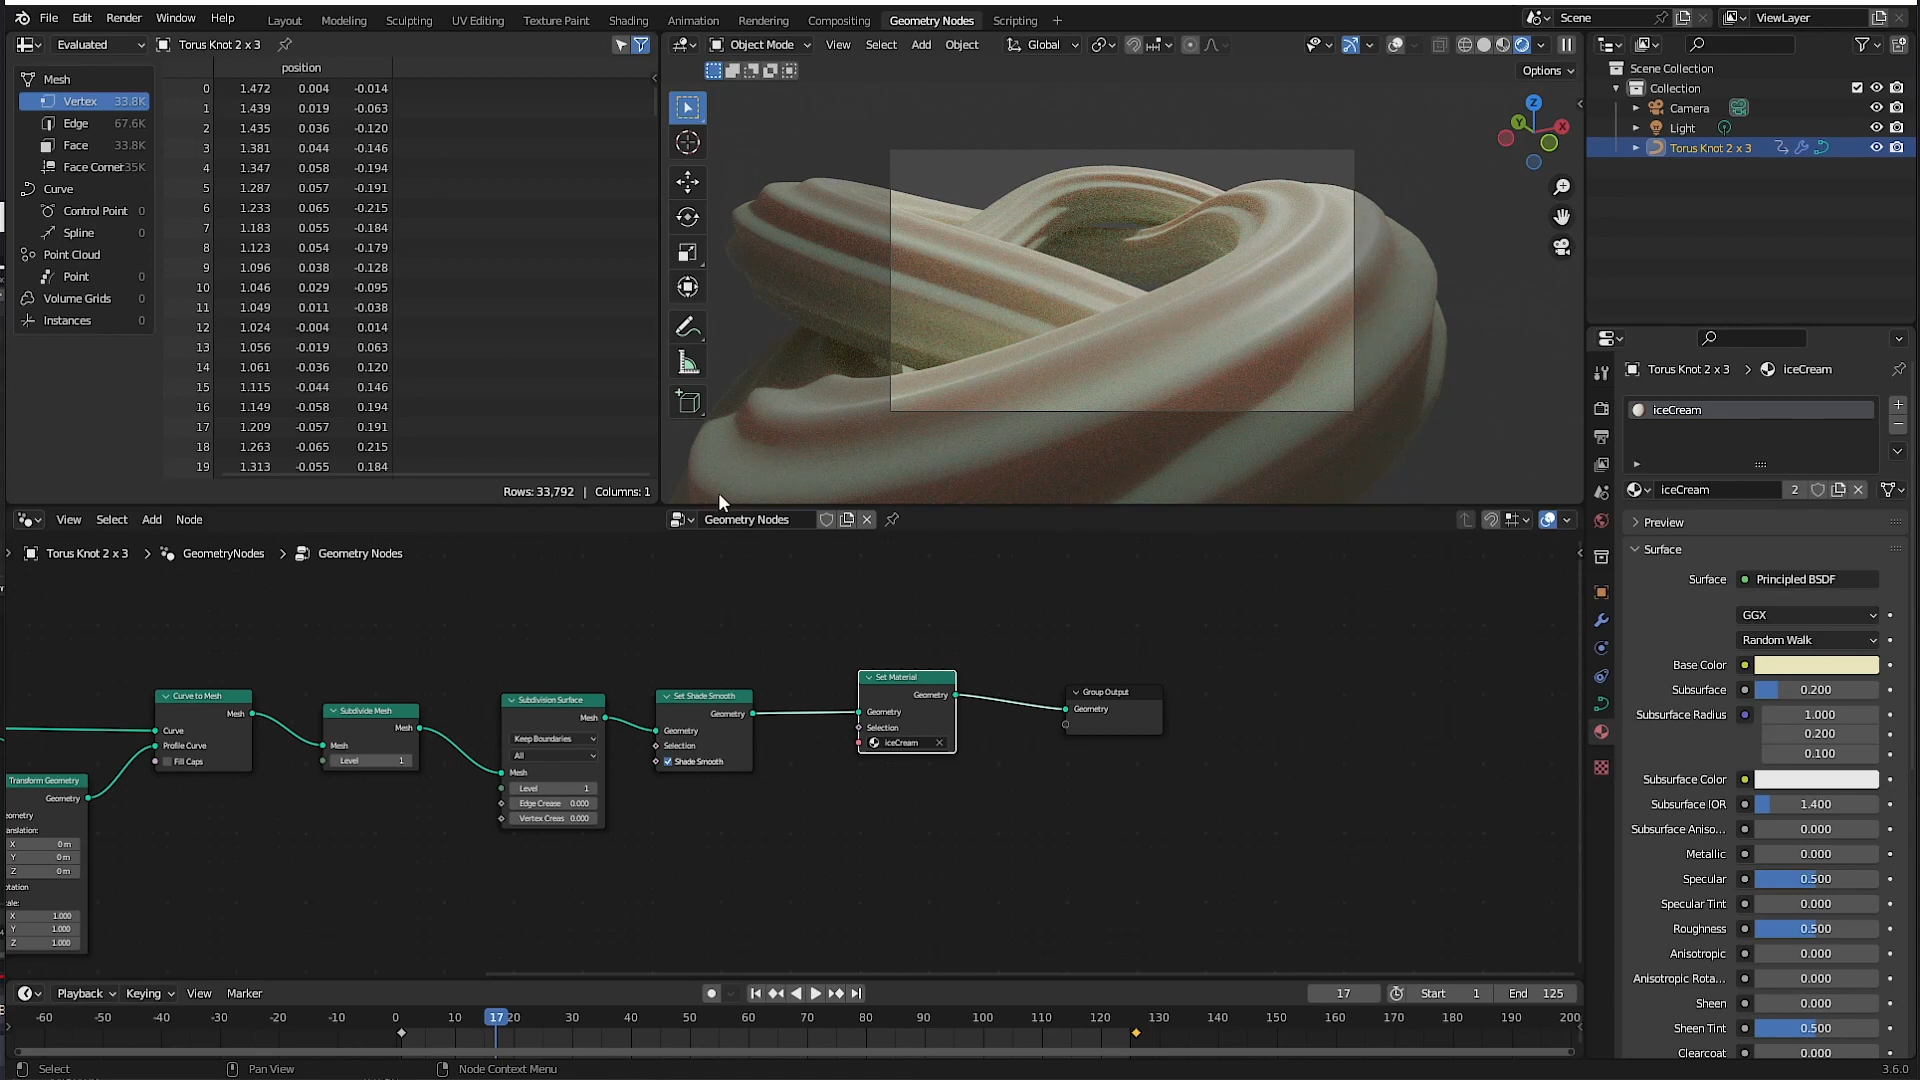 File Edit Render Window Help Layout Modeling Sculpting UV Editing Texture Paint Shading Animation Rendering Compositing Geometry Nodes Scripting + Scene ViewLayer
Evaluated Torus Knot 2 x 3
Object Mode View Select Add Object Global
Options
position
Mesh
Vertex 33.8K
Edge 67.6K
Face 33.8K
Face Corner 35K
Curve
Control Point 0
Spline 0
Point Cloud
Point 0
Volume Grids 0
Instances 0
0 1.472 0.004 -0.014
1 1.439 0.019 -0.063
2 1.435 0.036 -0.120
3 1.381 0.044 -0.146
4 1.347 0.058 -0.194
5 1.287 0.057 -0.191
6 1.233 0.065 -0.215
7 1.183 0.055 -0.184
8 1.123 0.054 -0.179
9 1.096 0.038 -0.128
10 1.046 0.029 -0.095
11 1.049 0.011 -0.038
12 1.024 -0.004 0.014
13 1.056 -0.019 0.063
14 1.061 -0.036 0.120
15 1.115 -0.044 0.146
16 1.149 -0.058 0.194
17 1.209 -0.057 0.191
18 1.263 -0.065 0.215
19 1.313 -0.055 0.184
Rows: 33,792 | Columns: 1
Z
Y
X
Scene Collection
Collection
Camera
Light
Torus Knot 2 x 3
Torus Knot 2 x 3 > iceCream
iceCream
iceCream 2
Preview
Surface
Surface Principled BSDF
GGX
Random Walk
Base Color
Subsurface 0.200
Subsurface Radius 1.000
0.200
0.100
Subsurface Color
Subsurface IOR 1.400
Subsurface Aniso... 0.000
Metallic 0.000
Specular 0.500
Specular Tint 0.000
Roughness 0.500
Anisotropic 0.000
Anisotropic Rota... 0.000
Sheen 0.000
Sheen Tint 0.500
Clearcoat 0.000
View Select Add Node Geometry Nodes
Torus Knot 2 x 3 > GeometryNodes > Geometry Nodes
Transform Geometry
Geometry
eometry
anslation:
X 0 m
Y 0 m
Z 0 m
otation
ale:
X 1.000
Y 1.000
Z 1.000
Curve to Mesh
Mesh
Curve
Profile Curve
Fill Caps
Subdivide Mesh
Mesh
Mesh
Level 1
Subdivision Surface
Mesh
Keep Boundaries
All
Mesh
Level 1
Edge Crease 0.000
Vertex Creas 0.000
Set Shade Smooth
Geometry
Geometry
Selection
Shade Smooth
Set Material
Geometry
Geometry
Selection
iceCream
Group Output
Geometry
Playback Keying View Marker 17 Start 1 End 125
-60 -50 -40 -30 -20 -10 0 10 17 20 30 40 50 60 70 80 90 100 110 120 130 140 150 160 170 180 190 200
Select Pan View Node Context Menu 3.6.0